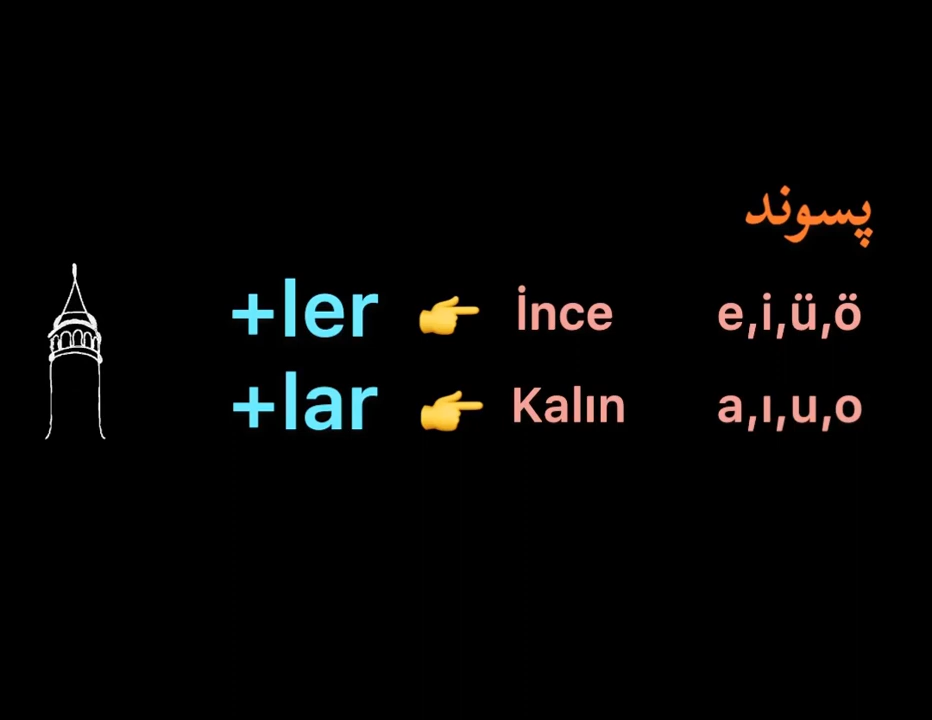 پسوند
+ler 👉 İnce e,i,ü,ö
+lar 👉 Kalın a,ı,u,o